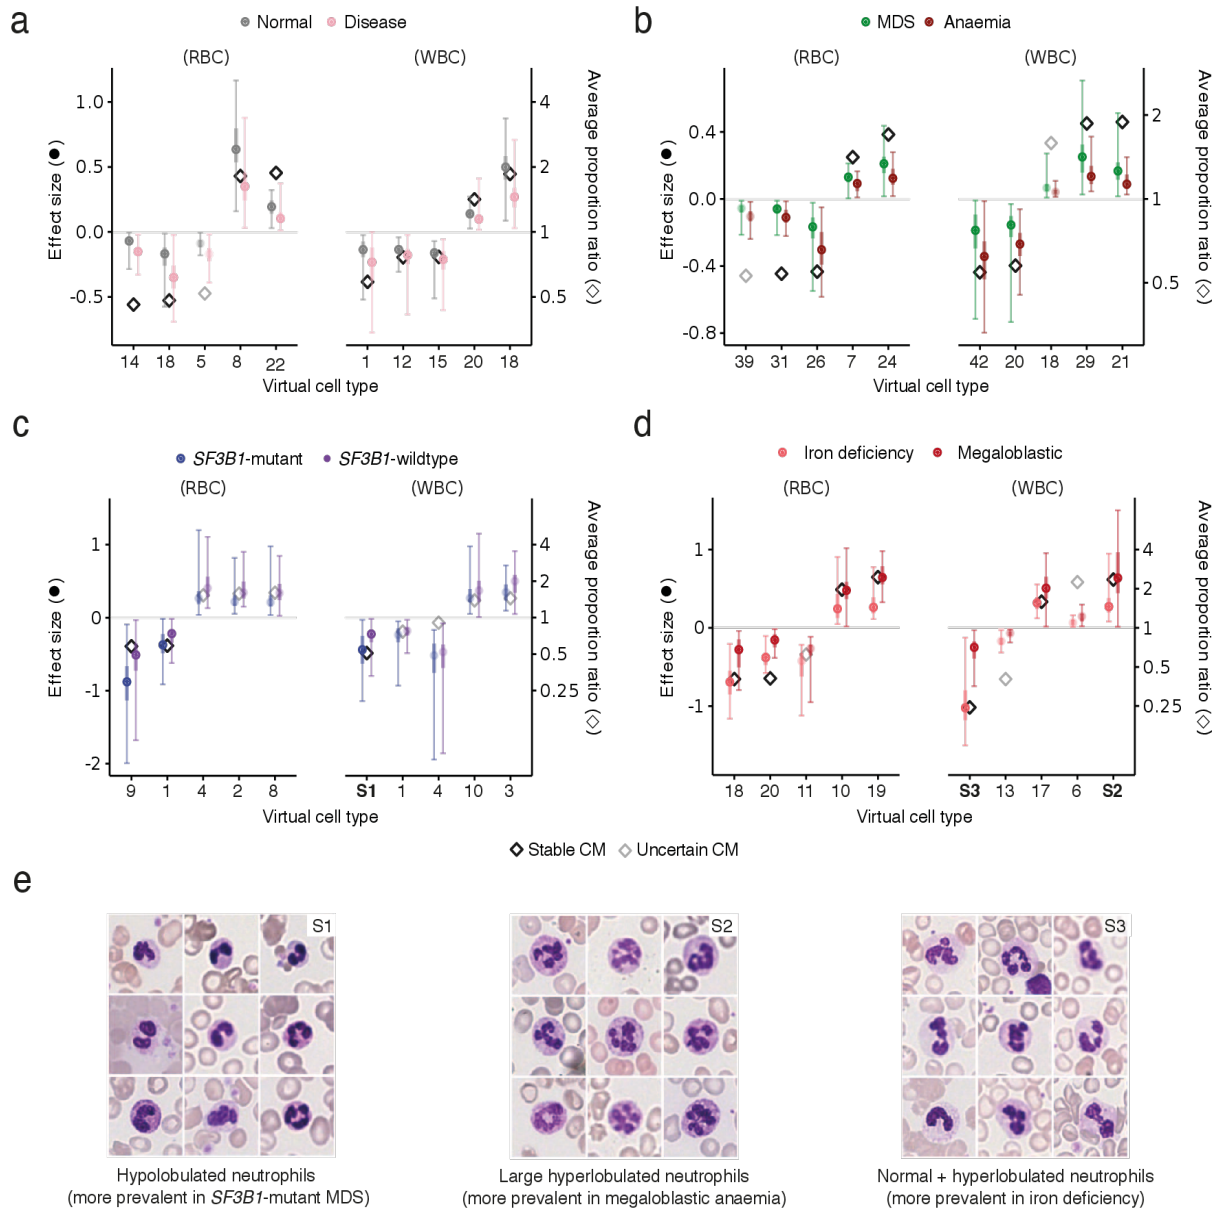 a
Normal Disease
(RBC) (WBC)
Effect size (●)
1.0
0.5
0.0
-0.5
4
2
1
0.5
Average proportion ratio (◇)
14 18 5 8 22 1 12 15 20 18
Virtual cell type
b
MDS Anaemia
(RBC) (WBC)
Effect size (●)
0.4
0.0
-0.4
-0.8
2
1
0.5
Average proportion ratio (◇)
39 31 26 7 24 42 20 18 29 21
Virtual cell type
c
SF3B1-mutant SF3B1-wildtype
(RBC) (WBC)
Effect size (●)
1
0
-1
-2
4
2
1
0.5
0.25
Average proportion ratio (◇)
9 1 4 2 8 S1 1 4 10 3
Virtual cell type
d
Iron deficiency Megaloblastic
(RBC) (WBC)
Effect size (●)
1
0
-1
4
2
1
0.5
0.25
Average proportion ratio (◇)
18 20 11 10 19 S3 13 17 6 S2
Virtual cell type
Stable CM Uncertain CM
e
S1
Hypolobulated neutrophils
(more prevalent in SF3B1-mutant MDS)
S2
Large hyperlobulated neutrophils
(more prevalent in megaloblastic anaemia)
S3
Normal + hyperlobulated neutrophils
(more prevalent in iron deficiency)